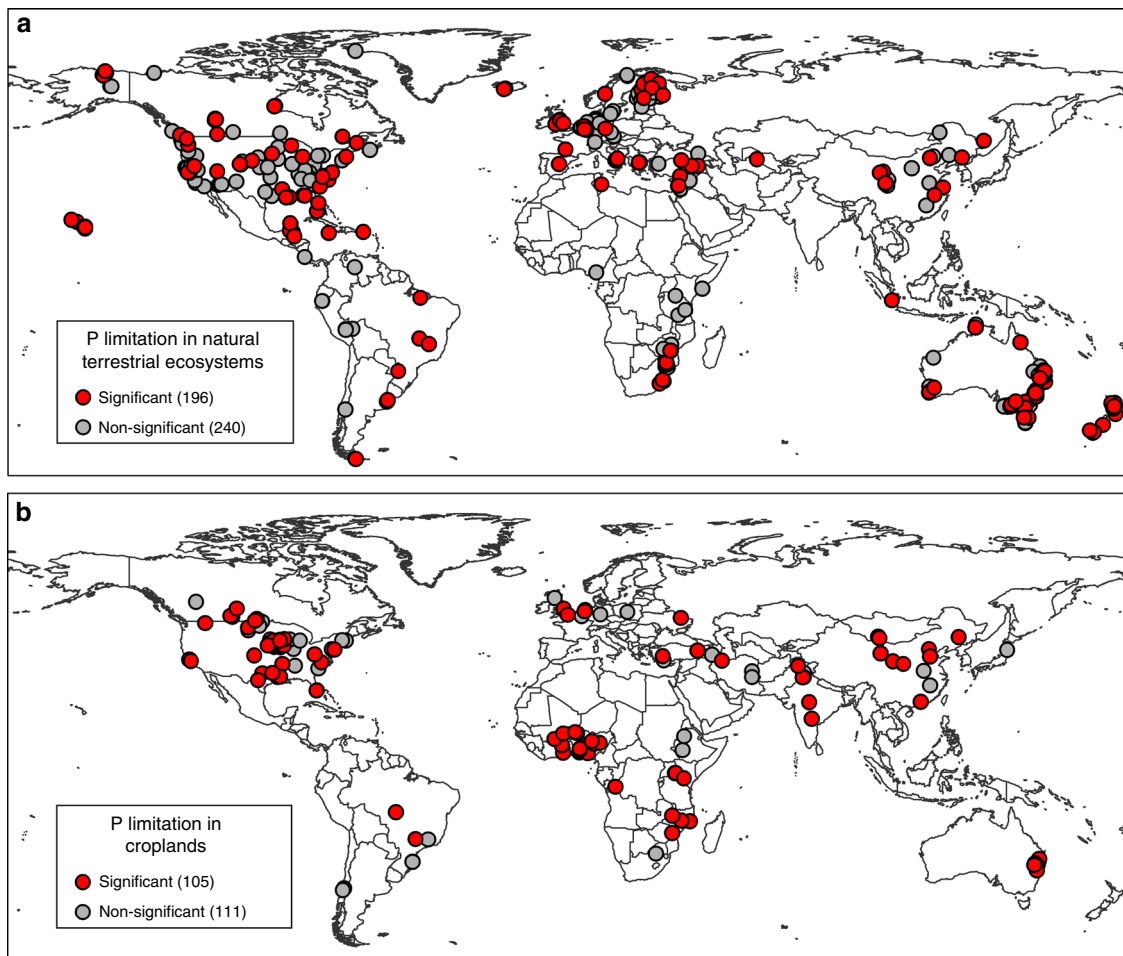 a
P limitation in natural
terrestrial ecosystems
Significant (196)
Non-significant (240)
b
P limitation in
croplands
Significant (105)
Non-significant (111)